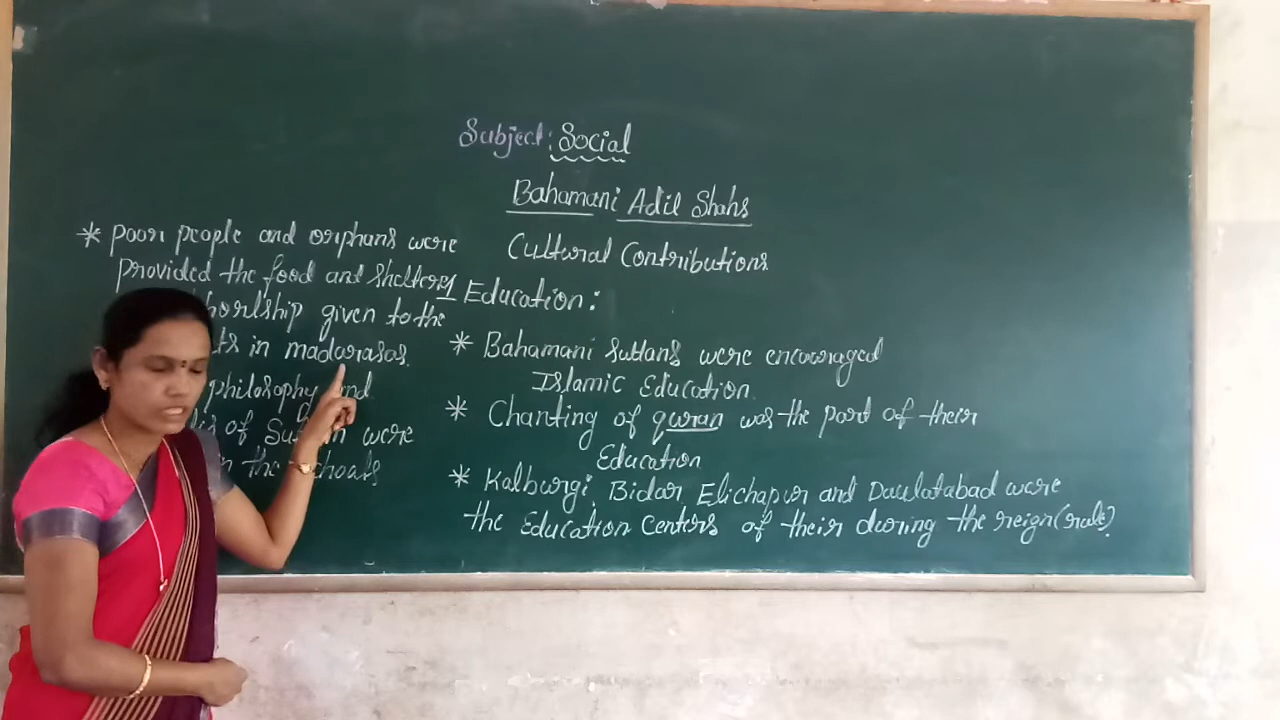 Subject: Social
Bahamani Adil Shahs
Cultural Contributions
1 Education:
* Bahamani Sultans were encouraged
Islamic Education
* Chanting of quran was the part of their
Education
* Kalburgi, Bidar, Elichapur and Daulatabad were
the Education centers of their during the reign(rule).
* poor people and orphans were
provided the food and shelters
given to the
in madarasas.
philosophy and
of Sultan were
in the schools